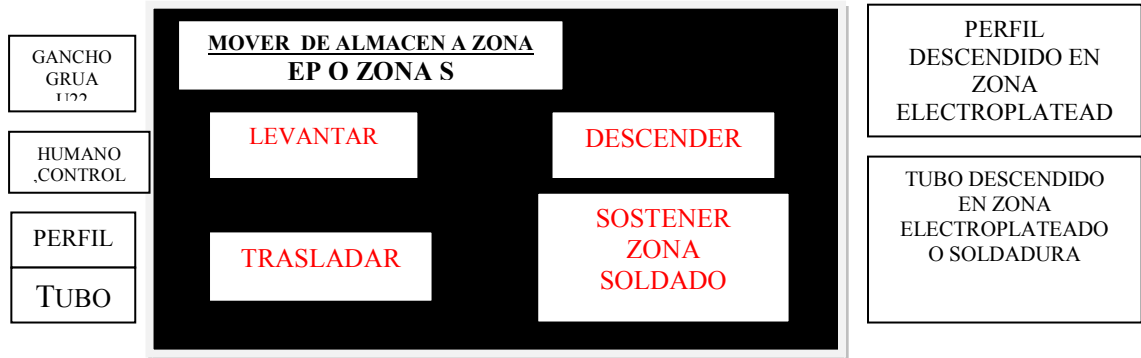 GANCHO
GRUA
U22
HUMANO
,CONTROL
PERFIL
TUBO
MOVER DE ALMACEN A ZONA
EP O ZONA S
LEVANTAR
DESCENDER
TRASLADAR
SOSTENER
ZONA
SOLDADO
PERFIL
DESCENDIDO EN
ZONA
ELECTROPLATEAD
TUBO DESCENDIDO
EN ZONA
ELECTROPLATEADO
O SOLDADURA